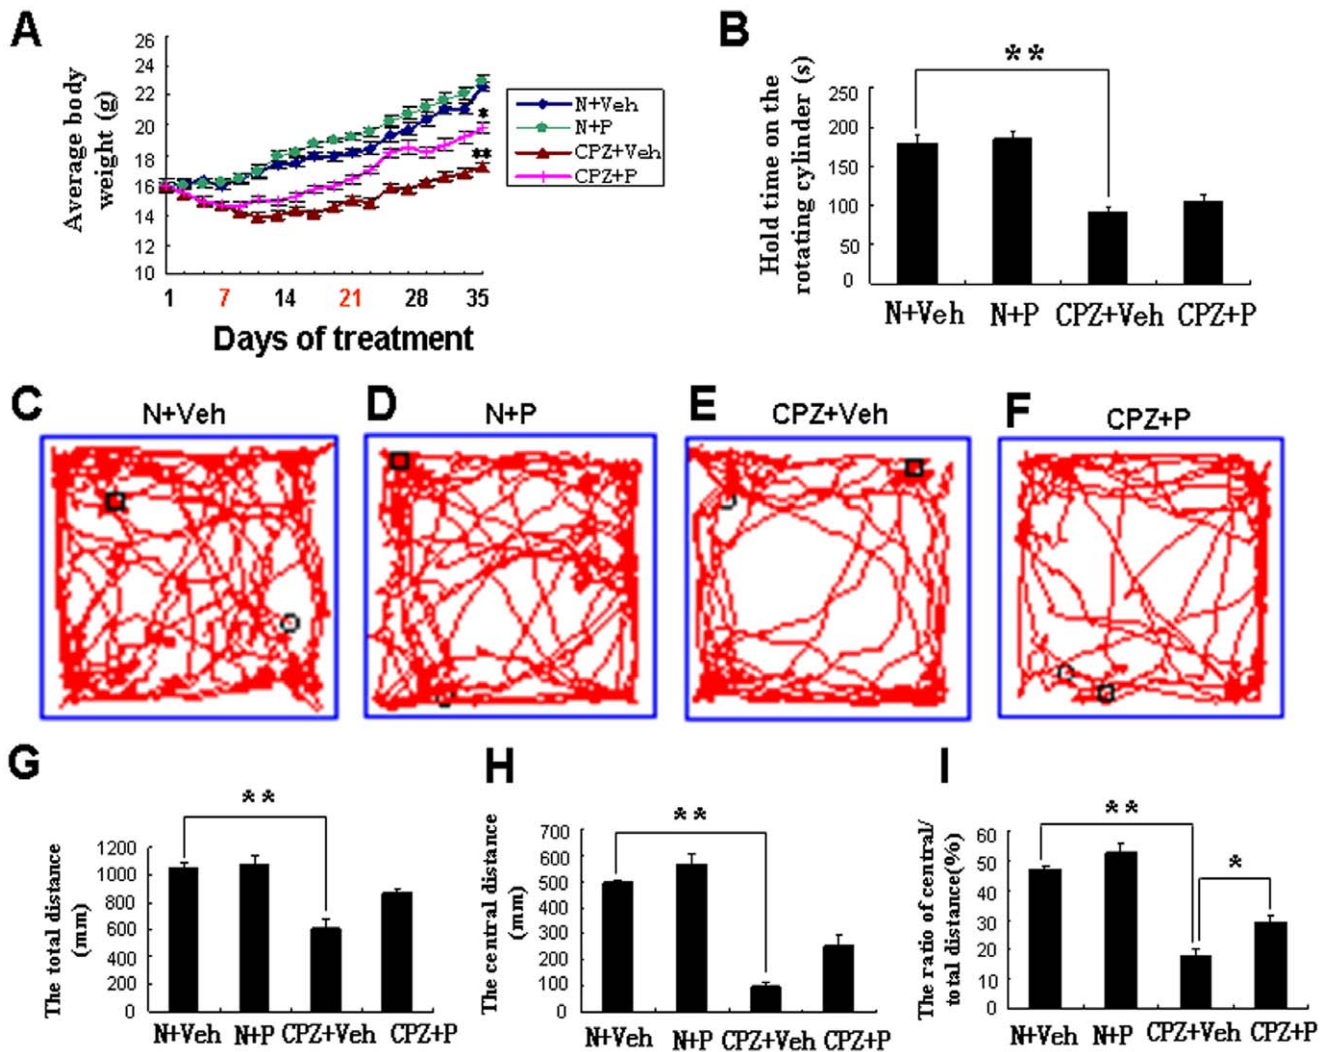 A
Average body
weight (g)
26
24
22
20
18
16
14
12
10
1 7 14 21 28 35
Days of treatment
*
**
N+Veh
N+P
CPZ+Veh
CPZ+P
B
Hold time on the
rotating cylinder (s)
**
250
200
150
100
50
0
N+Veh N+P CPZ+Veh CPZ+P
C
N+Veh
D
N+P
E
CPZ+Veh
F
CPZ+P
G
The total distance
(mm)
**
1200
1000
800
600
400
200
0
N+Veh N+P CPZ+Veh CPZ+P
H
The central distance
(mm)
**
700
600
500
400
300
200
100
0
N+Veh N+P CPZ+Veh CPZ+P
I
The ratio of central/
total distance(%)
**
*
60
50
40
30
20
10
0
N+Veh N+P CPZ+Veh CPZ+P